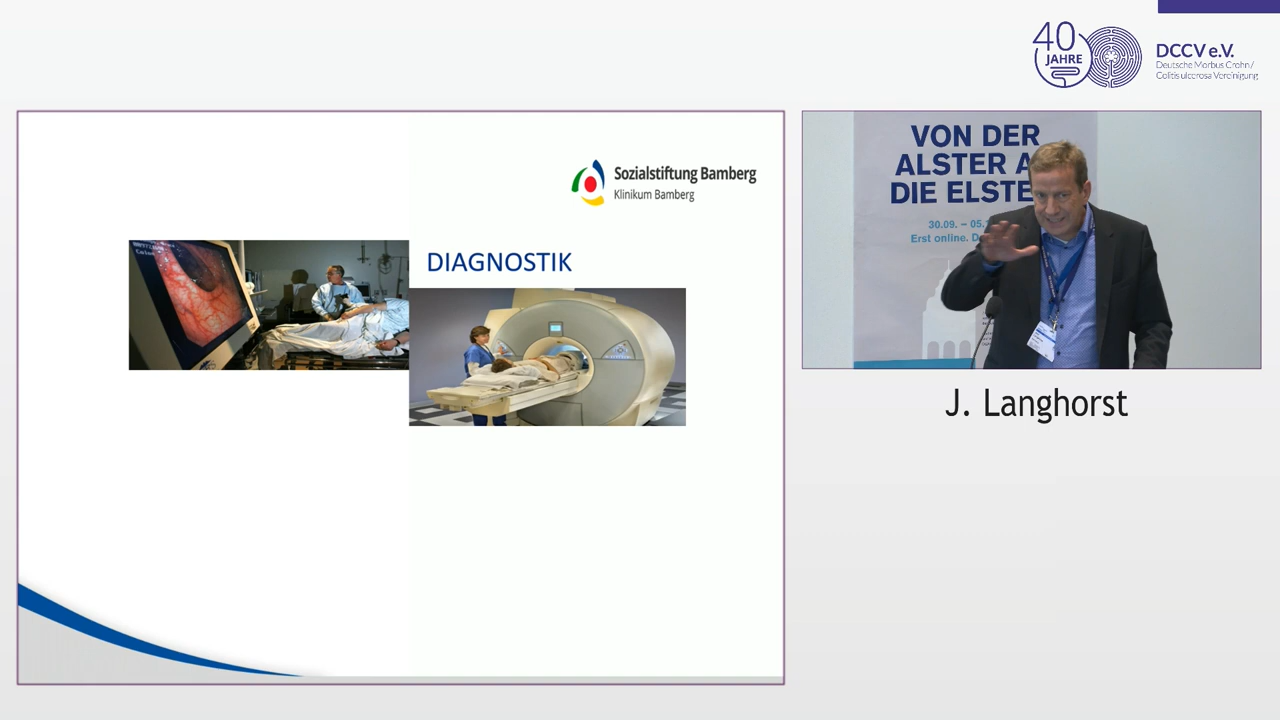 40
JAHRE
DCCV e.V.
Deutsche Morbus Crohn /
Colitis ulcerosa Vereinigung
Sozialstiftung Bamberg
Klinikum Bamberg
DIAGNOSTIK
VON DER
ALSTER A
DIE ELSTE
30.09. – 05.
Erst online. D
J. Langhorst